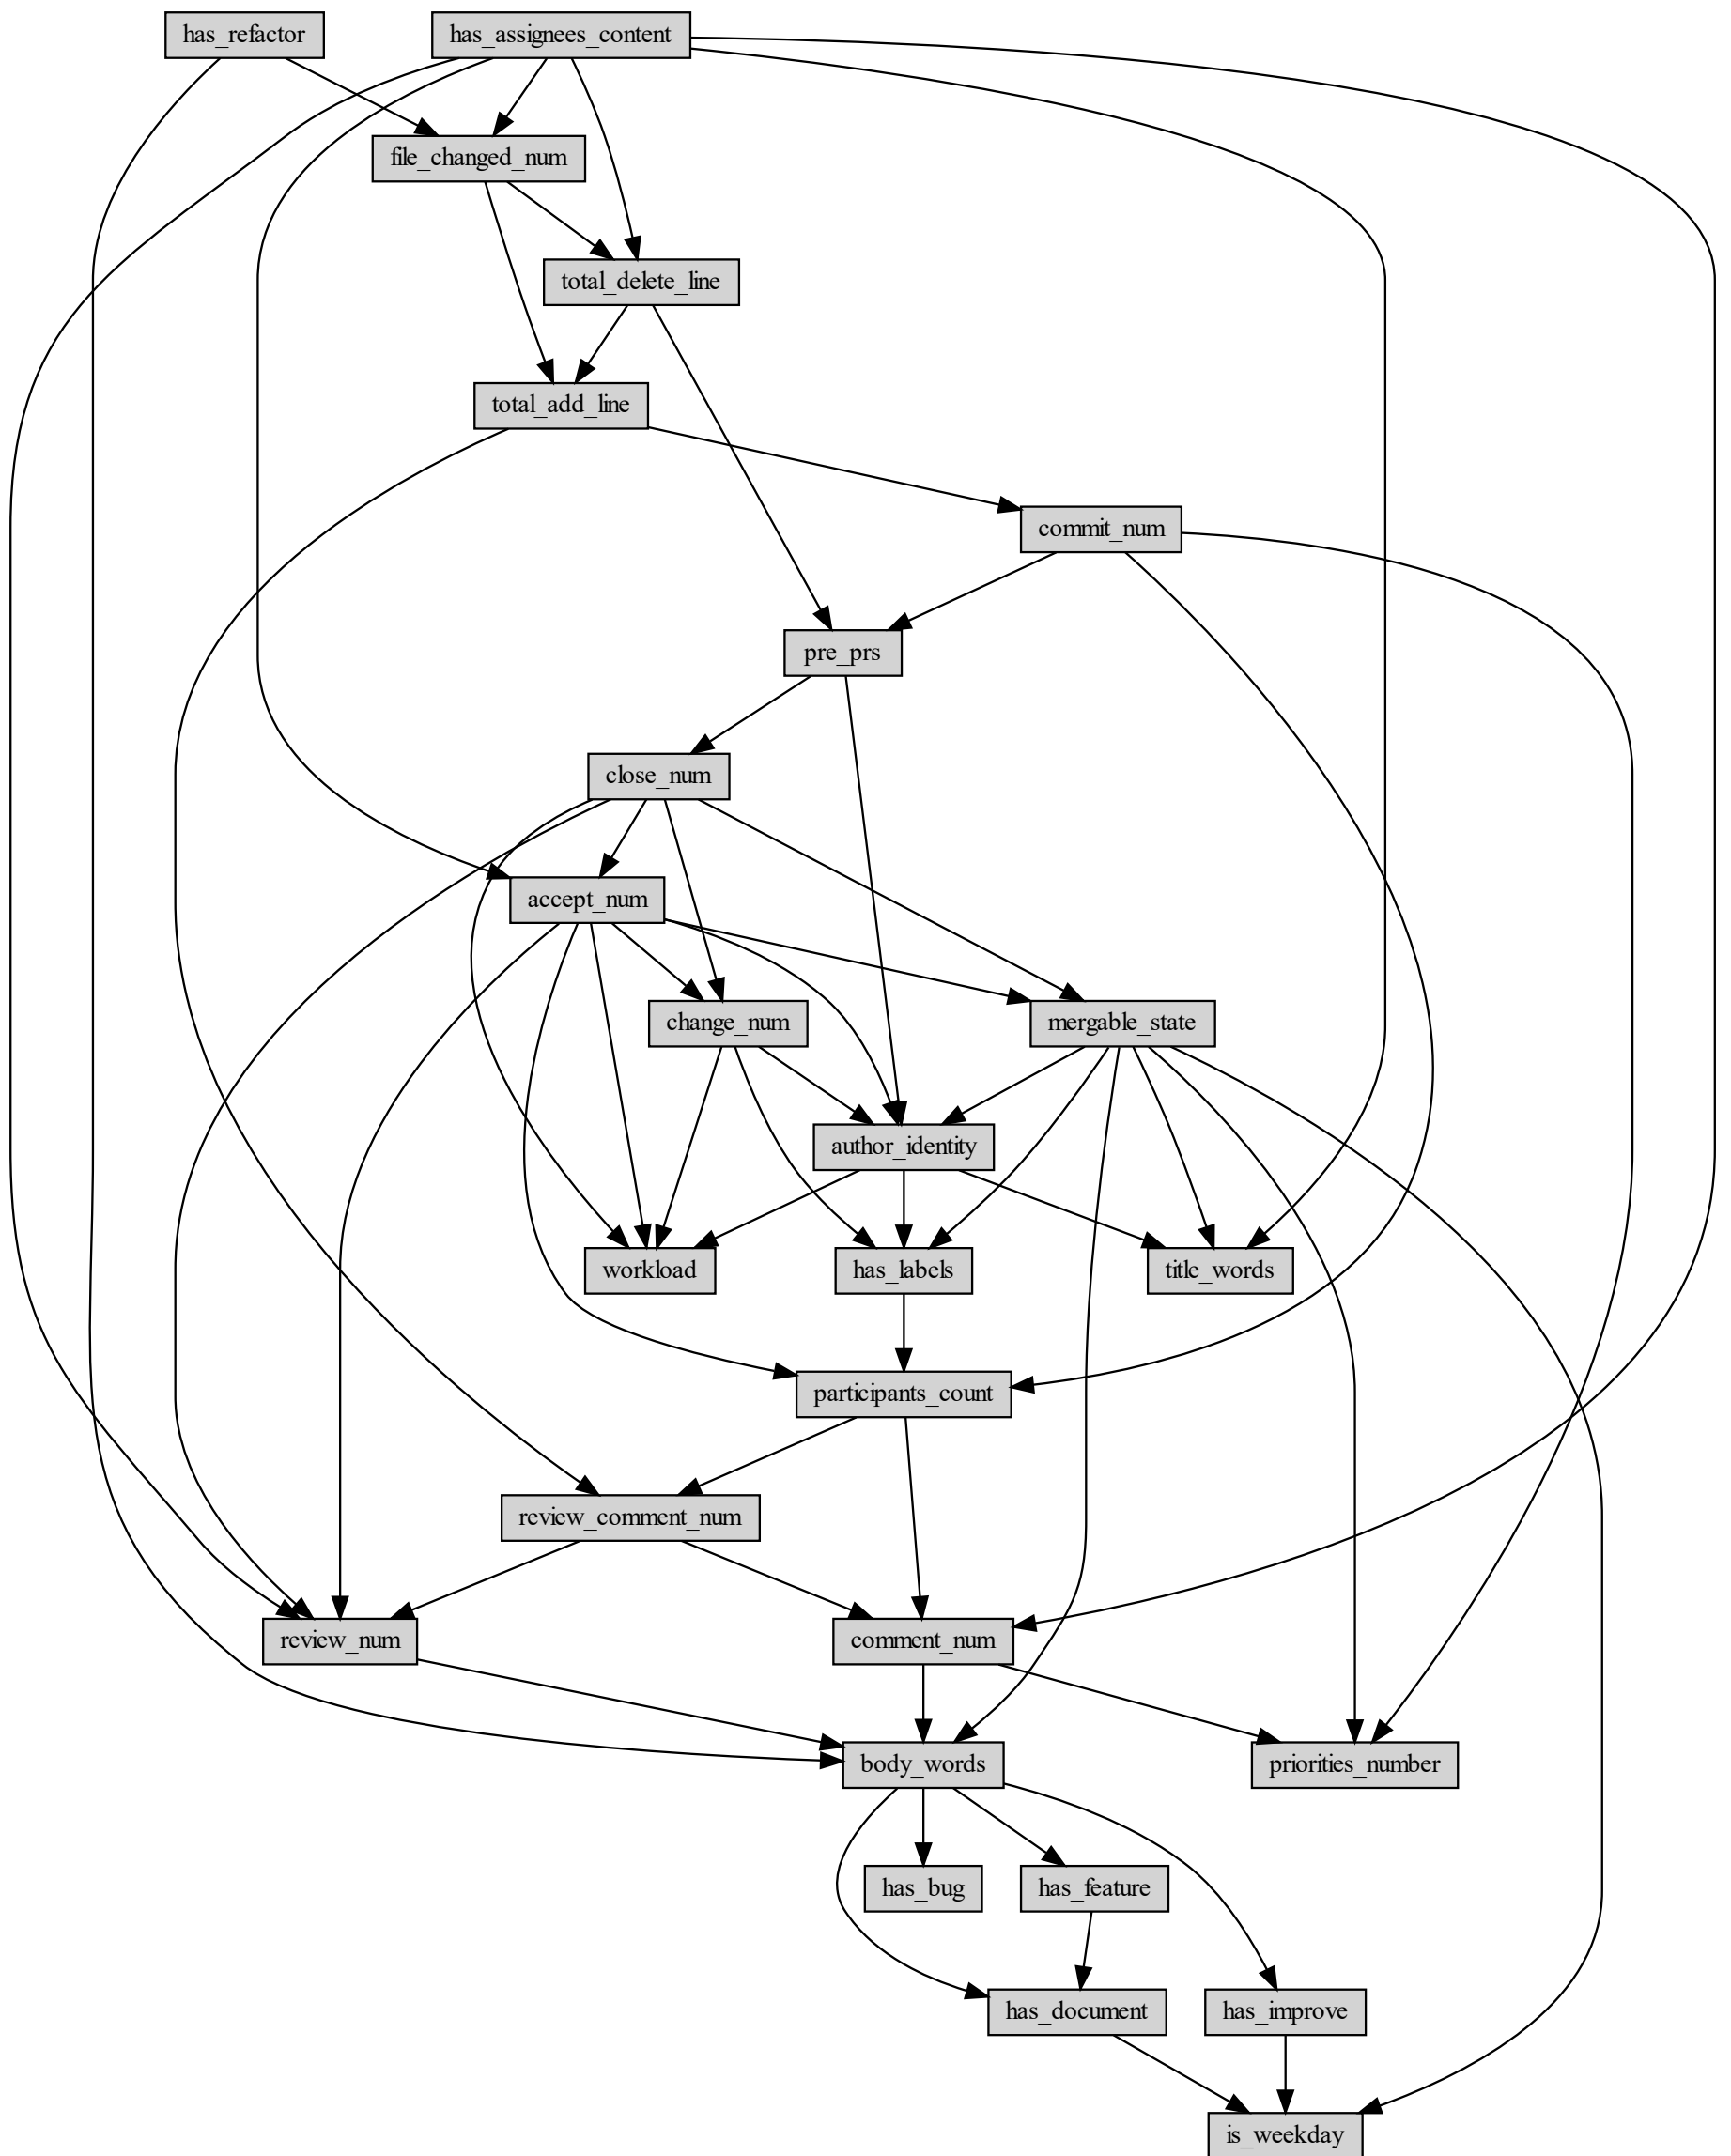 has_refactor
has_assignees_content
file_changed_num
total_delete_line
total_add_line
commit_num
pre_prs
close_num
accept_num
change_num
mergable_state
author_identity
workload
has_labels
title_words
participants_count
review_comment_num
review_num
comment_num
body_words
priorities_number
has_bug
has_feature
has_document
has_improve
is_weekday